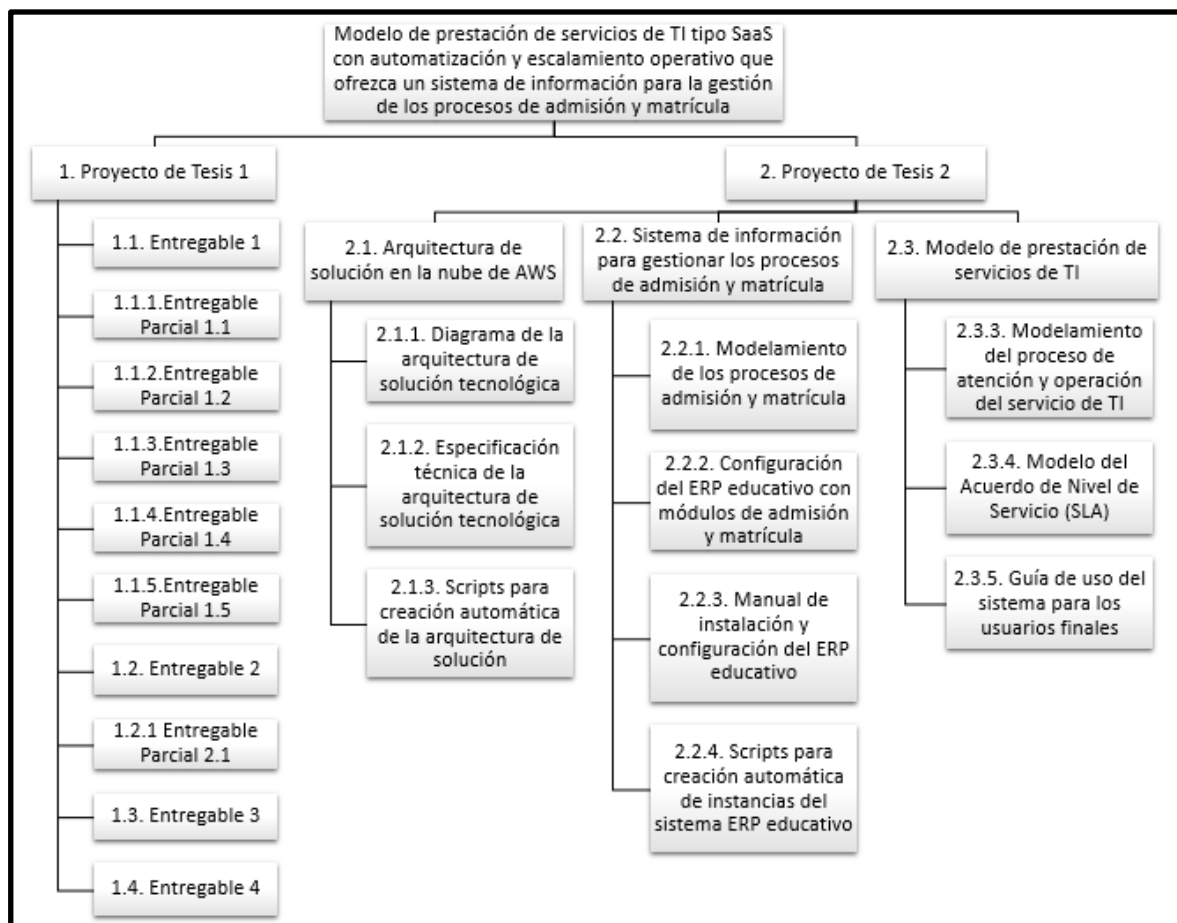 Modelo de prestación de servicios de TI tipo SaaS
con automatización y escalamiento operativo que
ofrezca un sistema de información para la gestión
de los procesos de admisión y matrícula
1. Proyecto de Tesis 1
1.1. Entregable 1
1.1.1.Entregable
Parcial 1.1
1.1.2.Entregable
Parcial 1.2
1.1.3.Entregable
Parcial 1.3
1.1.4.Entregable
Parcial 1.4
1.1.5.Entregable
Parcial 1.5
1.2. Entregable 2
1.2.1 Entregable
Parcial 2.1
1.3. Entregable 3
1.4. Entregable 4
2. Proyecto de Tesis 2
2.1. Arquitectura de
solución en la nube de AWS
2.1.1. Diagrama de la
arquitectura de
solución tecnológica
2.1.2. Especificación
técnica de la
arquitectura de
solución tecnológica
2.1.3. Scripts para
creación automática
de la arquitectura de
solución
2.2. Sistema de información
para gestionar los procesos
de admisión y matrícula
2.2.1. Modelamiento
de los procesos de
admisión y matrícula
2.2.2. Configuración
del ERP educativo con
módulos de admisión
y matrícula
2.2.3. Manual de
instalación y
configuración del ERP
educativo
2.2.4. Scripts para
creación automática
de instancias del
sistema ERP educativo
2.3. Modelo de prestación de
servicios de TI
2.3.3. Modelamiento
del proceso de
atención y operación
del servicio de TI
2.3.4. Modelo del
Acuerdo de Nivel de
Servicio (SLA)
2.3.5. Guía de uso del
sistema para los
usuarios finales